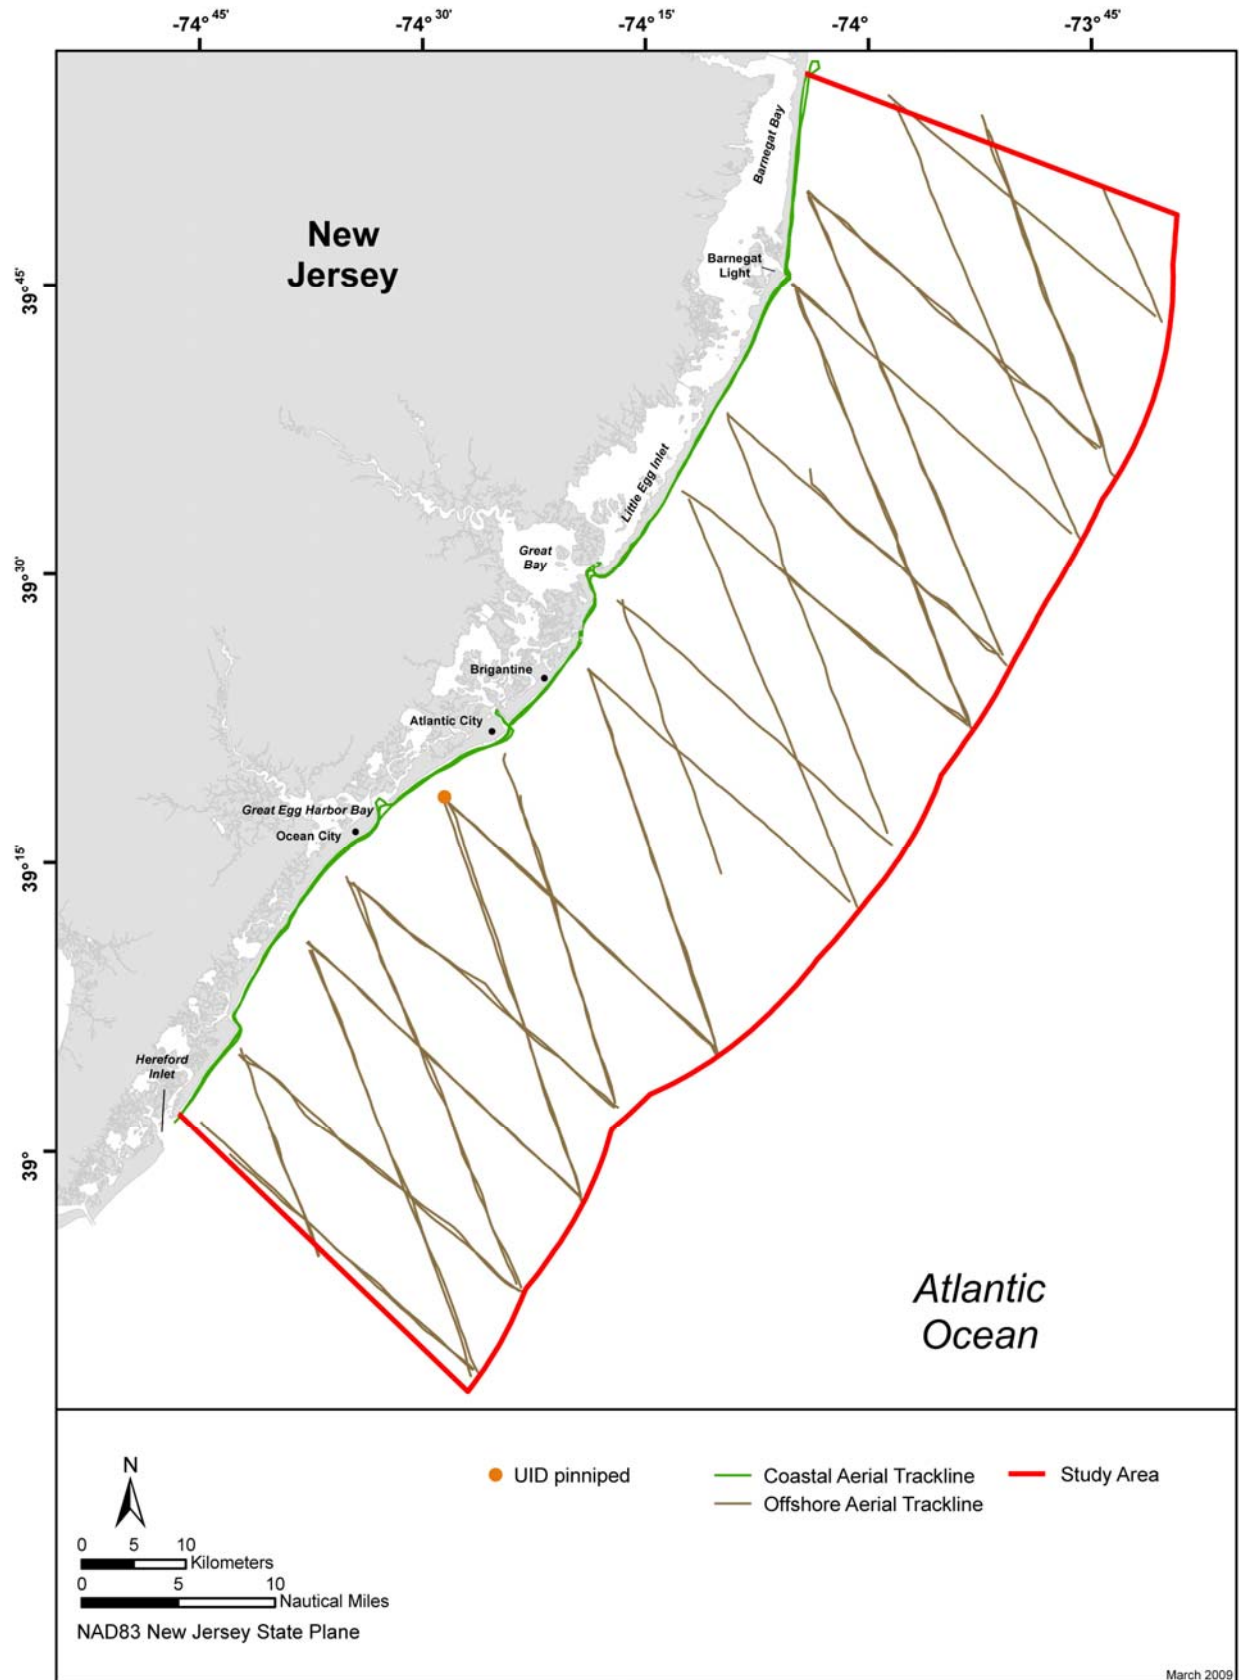 -74° 45'
-74° 30'
-74° 15'
-74°
-73° 45'
39° 45'
39° 30'
39° 15'
39°
New
Jersey
Barnegat Bay
Barnegat
Light
Little Egg Inlet
Great
Bay
Brigantine
Atlantic City
Great Egg Harbor Bay
Ocean City
Hereford
Inlet
Atlantic
Ocean
N
0 5 10
Kilometers
0 5 10
Nautical Miles
NAD83 New Jersey State Plane
UID pinniped
Coastal Aerial Trackline
Offshore Aerial Trackline
Study Area
March 2009